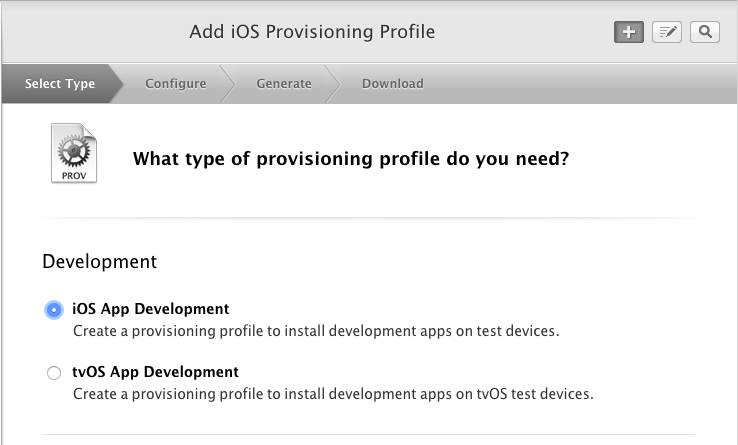 Add iOS Provisioning Profile
Select Type
Configure
Generate
Download
PROV
What type of provisioning profile do you need?
Development
iOS App Development
Create a provisioning profile to install development apps on test devices.
tvOS App Development
Create a provisioning profile to install development apps on tvOS test devices.